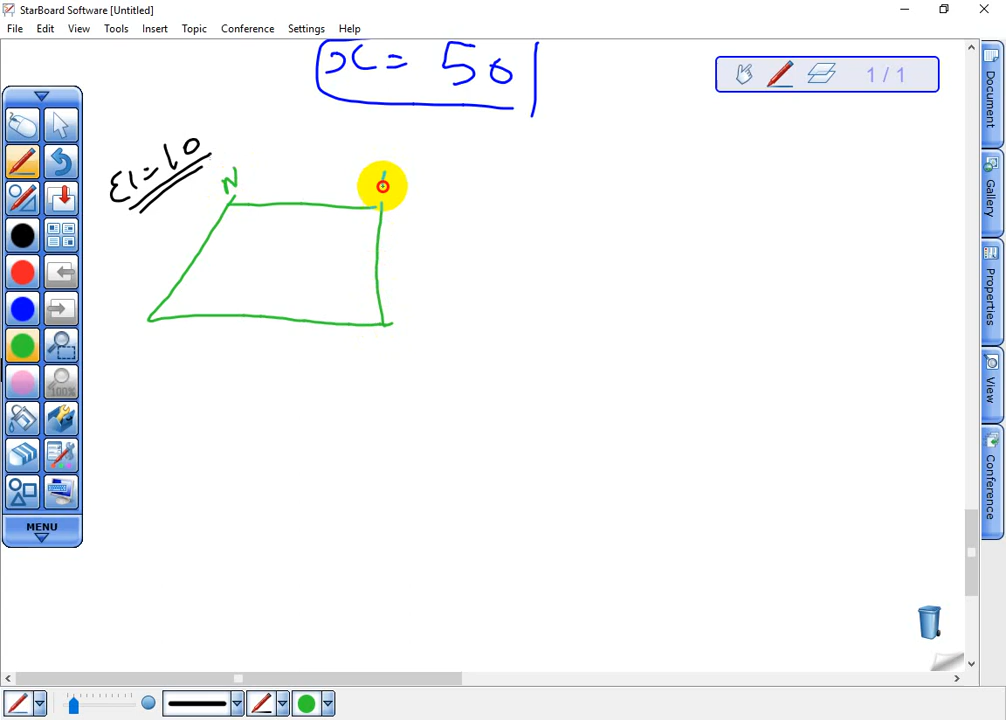 StarBoard Software [Untitled]
File Edit View Tools Insert Topic Conference Settings Help
x = 50
1 / 1
N
100%
MENU
Document
Gallery
Properties
View
Conference